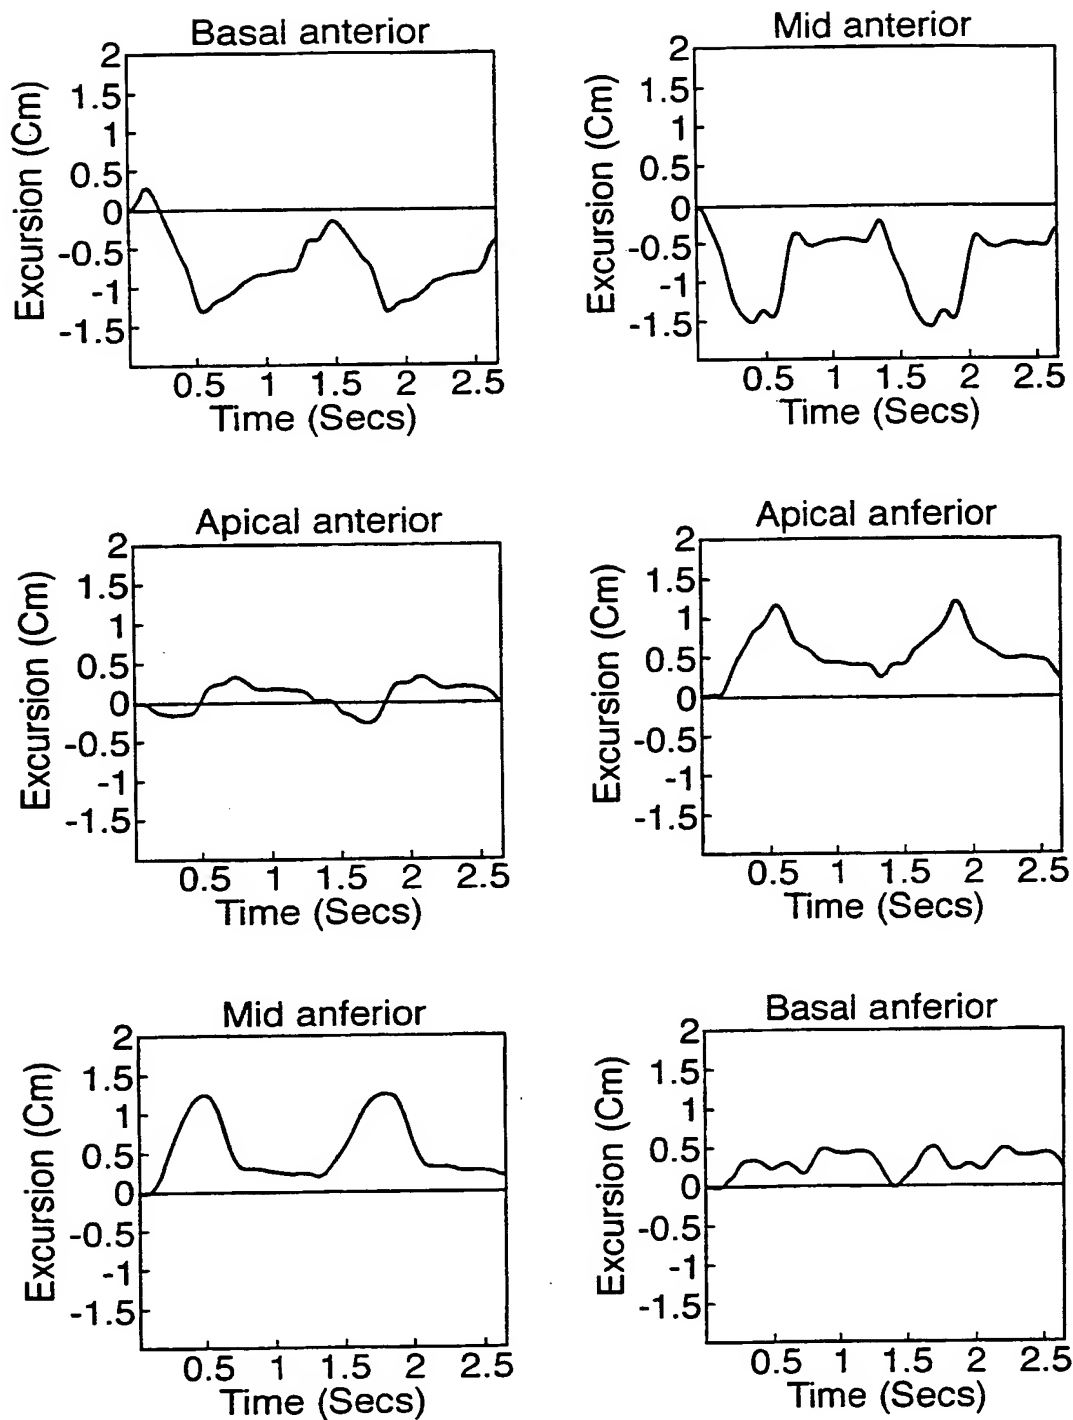 Basal anterior
2
1.5
1
0.5
0
-0.5
-1
-1.5
Excursion (Cm)
0.5 1 1.5 2 2.5
Time (Secs)
Mid anterior
2
1.5
1
0.5
0
-0.5
-1
-1.5
Excursion (Cm)
0.5 1 1.5 2 2.5
Time (Secs)
Apical anterior
2
1.5
1
0.5
0
-0.5
-1
-1.5
Excursion (Cm)
0.5 1 1.5 2 2.5
Time (Secs)
Apical anferior
2
1.5
1
0.5
0
-0.5
-1
-1.5
Excursion (Cm)
0.5 1 1.5 2 2.5
Time (Secs)
Mid anferior
2
1.5
1
0.5
0
-0.5
-1
-1.5
Excursion (Cm)
0.5 1 1.5 2 2.5
Time (Secs)
Basal anferior
2
1.5
1
0.5
0
-0.5
-1
-1.5
Excursion (Cm)
0.5 1 1.5 2 2.5
Time (Secs)